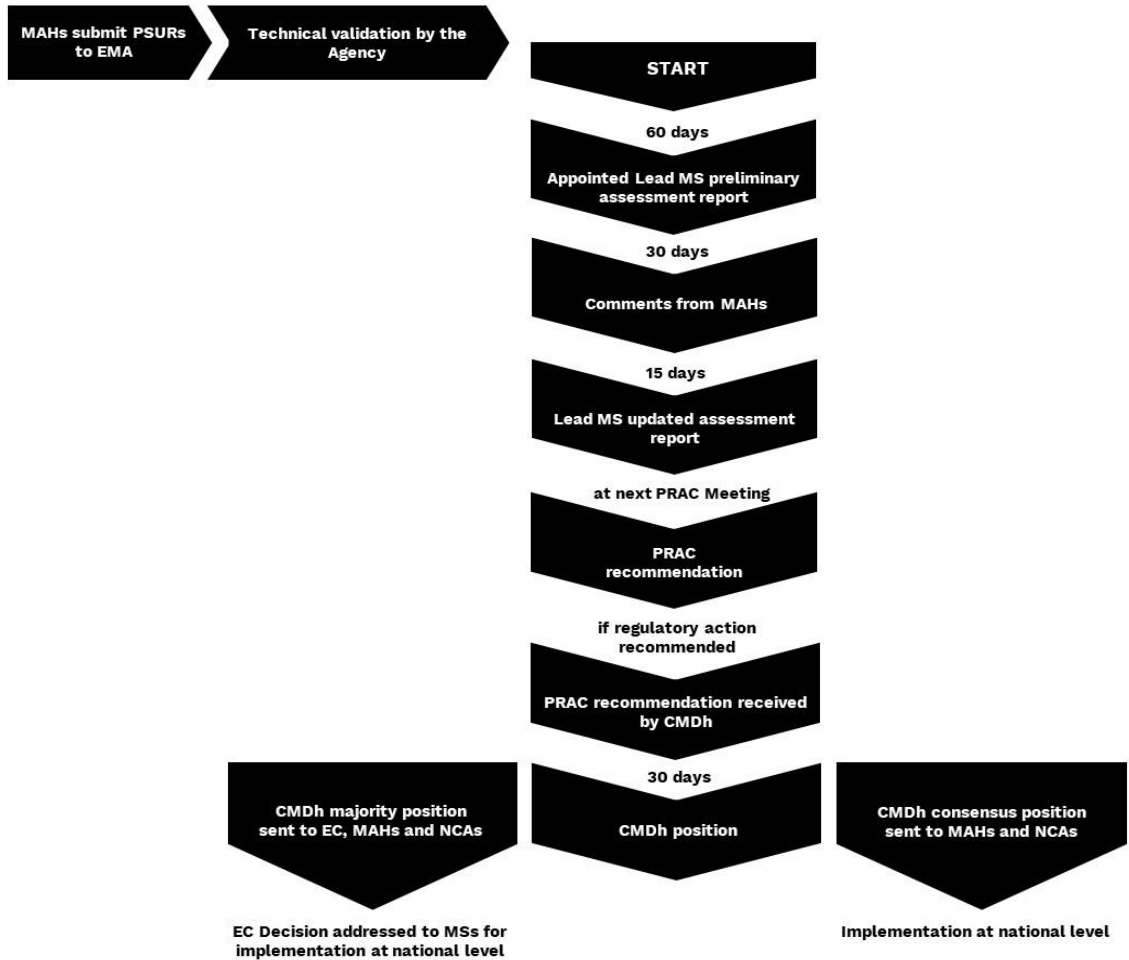 MAHs submit PSURs
to EMA
Technical validation by the
Agency
START
60 days
Appointed Lead MS preliminary
assessment report
30 days
Comments from MAHs
15 days
Lead MS updated assessment
report
at next PRAC Meeting
PRAC
recommendation
if regulatory action
recommended
PRAC recommendation received
by CMDh
30 days
CMDh position
CMDh majority position
sent to EC, MAHs and NCAs
EC Decision addressed to MSs for
implementation at national level
CMDh consensus position
sent to MAHs and NCAs
Implementation at national level